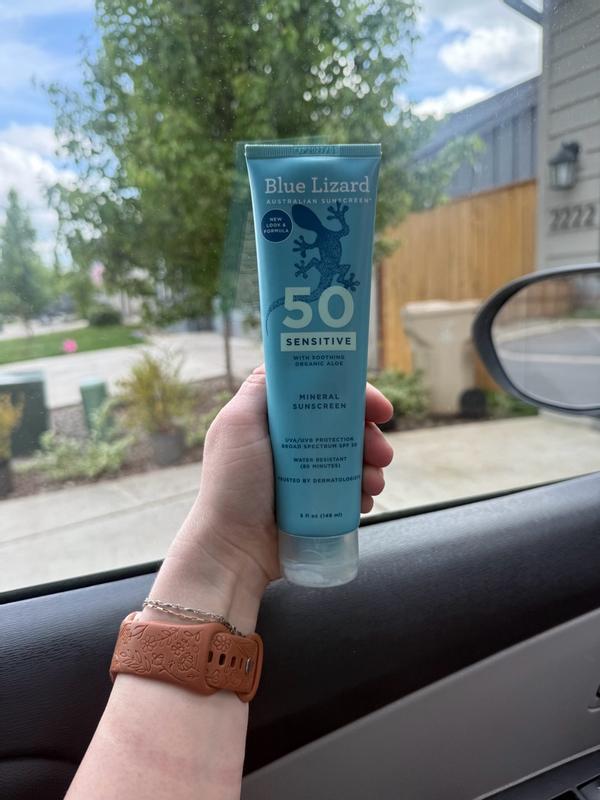 Blue Lizard
AUSTRALIAN SUNSCREEN
NEW
LOOK &
FORMULA
50
SENSITIVE
WITH SOOTHING
ORGANIC ALOE
MINERAL
SUNSCREEN
UVA/UVB PROTECTION
BROAD SPECTRUM SPF 50
WATER RESISTANT
(80 MINUTES)
TRUSTED BY DERMATOLOGISTS
5 fl oz (148 ml)
2222